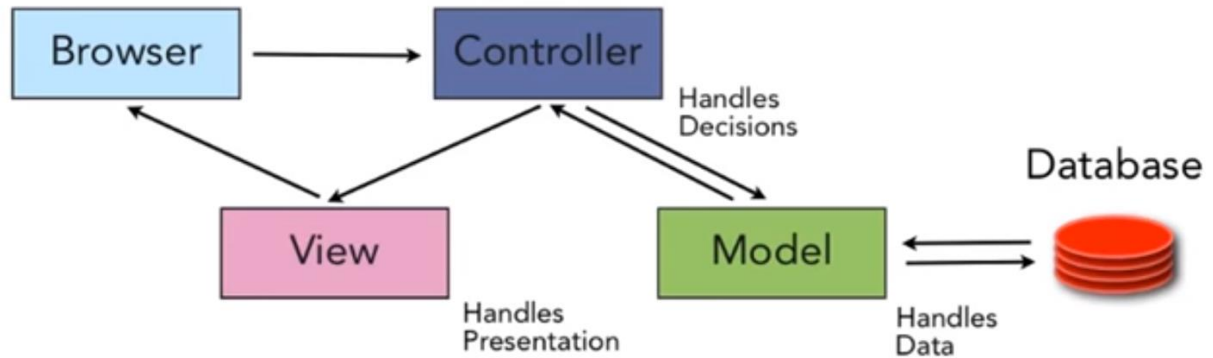 Browser
Controller
Handles
Decisions
Database
View
Model
Handles
Presentation
Handles
Data